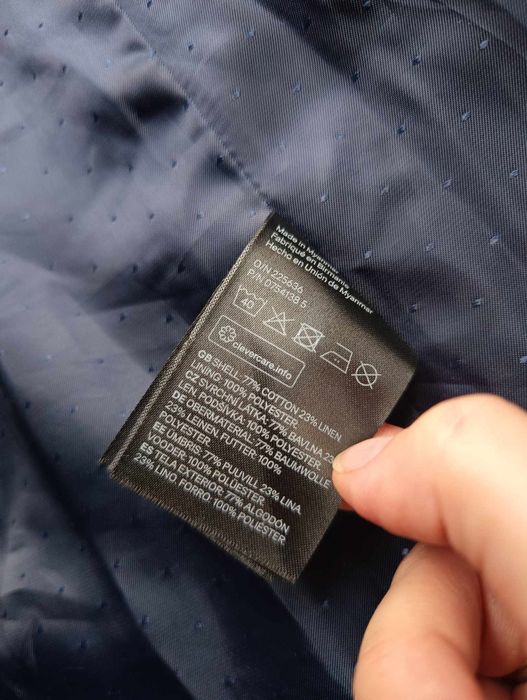 Made in Myanmar
Fabriqué en Birmanie
Hecho en Unión de Myanmar
O/N 225636
P/N 0754138 5
40
clevercare.info
GB SHELL: 77% COTTON 23% LINEN
LINING: 100% POLYESTER
CZ SVRCHNÍ LÁTKA: 77% BAVLNA 23%
LEN. PODŠÍVKA. 100% POLYESTER
DE OBERMATERIAL: 77% BAUMWOLLE
23% LEINEN, FUTTER: 100%
POLYESTER
EE ÜMBRIS: 77% PUUVILL 23% LINA
VOODER: 100% POLÜESTER
ES TELA EXTERIOR: 77% ALGODÓN
23% LINO, FORRO: 100% POLIÉSTER